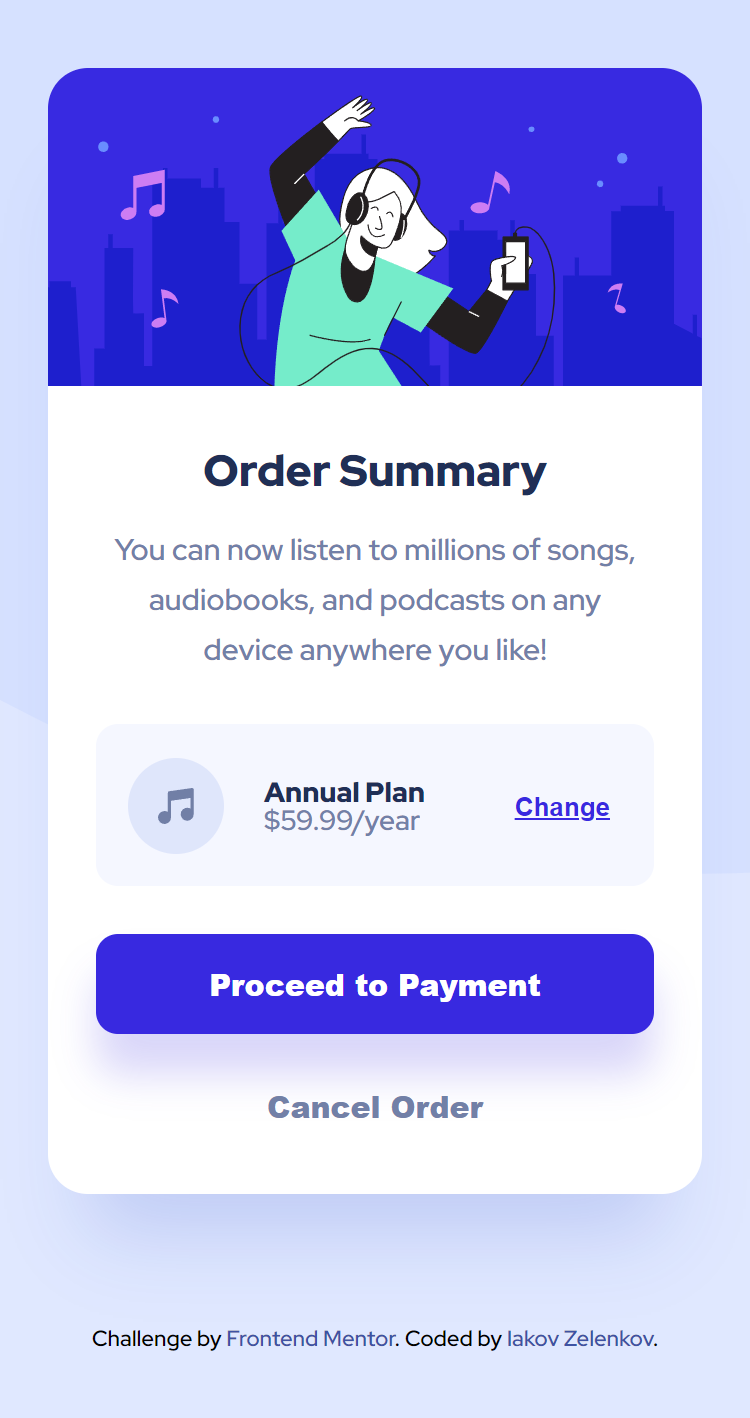 Order Summary
You can now listen to millions of songs,
audiobooks, and podcasts on any
device anywhere you like!
Annual Plan
$59.99/year
Change
Proceed to Payment
Cancel Order
Challenge by Frontend Mentor. Coded by Iakov Zelenkov.